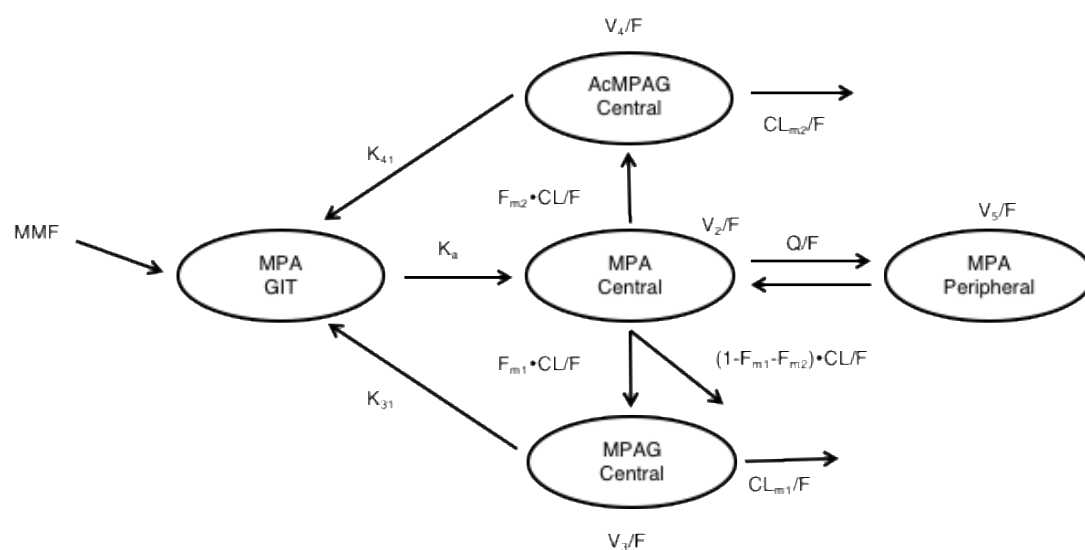 V₄/F
AcMPAG
Central
CLₘ₂/F
K₄₁
Fₘ₂•CL/F
MMF
MPA
GIT
Kₐ
MPA
Central
V₂/F
Q/F
V₅/F
MPA
Peripheral
Fₘ₁•CL/F
(1-Fₘ₁-Fₘ₂)•CL/F
K₃₁
MPAG
Central
CLₘ₁/F
V₃/F